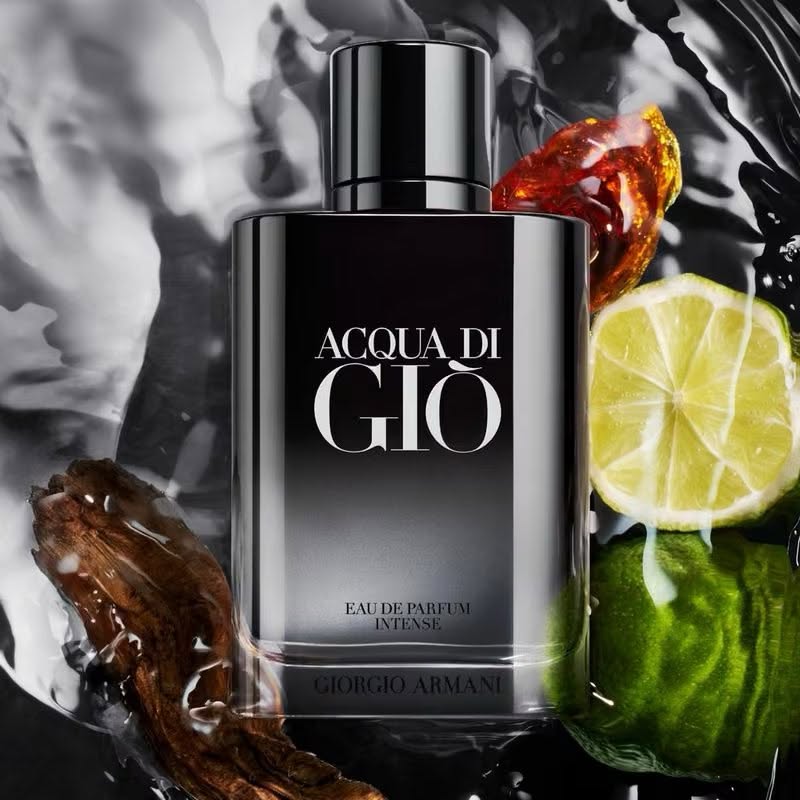 ACQUA DI
GIÒ
EAU DE PARFUM
INTENSE
GIORGIO ARMANI